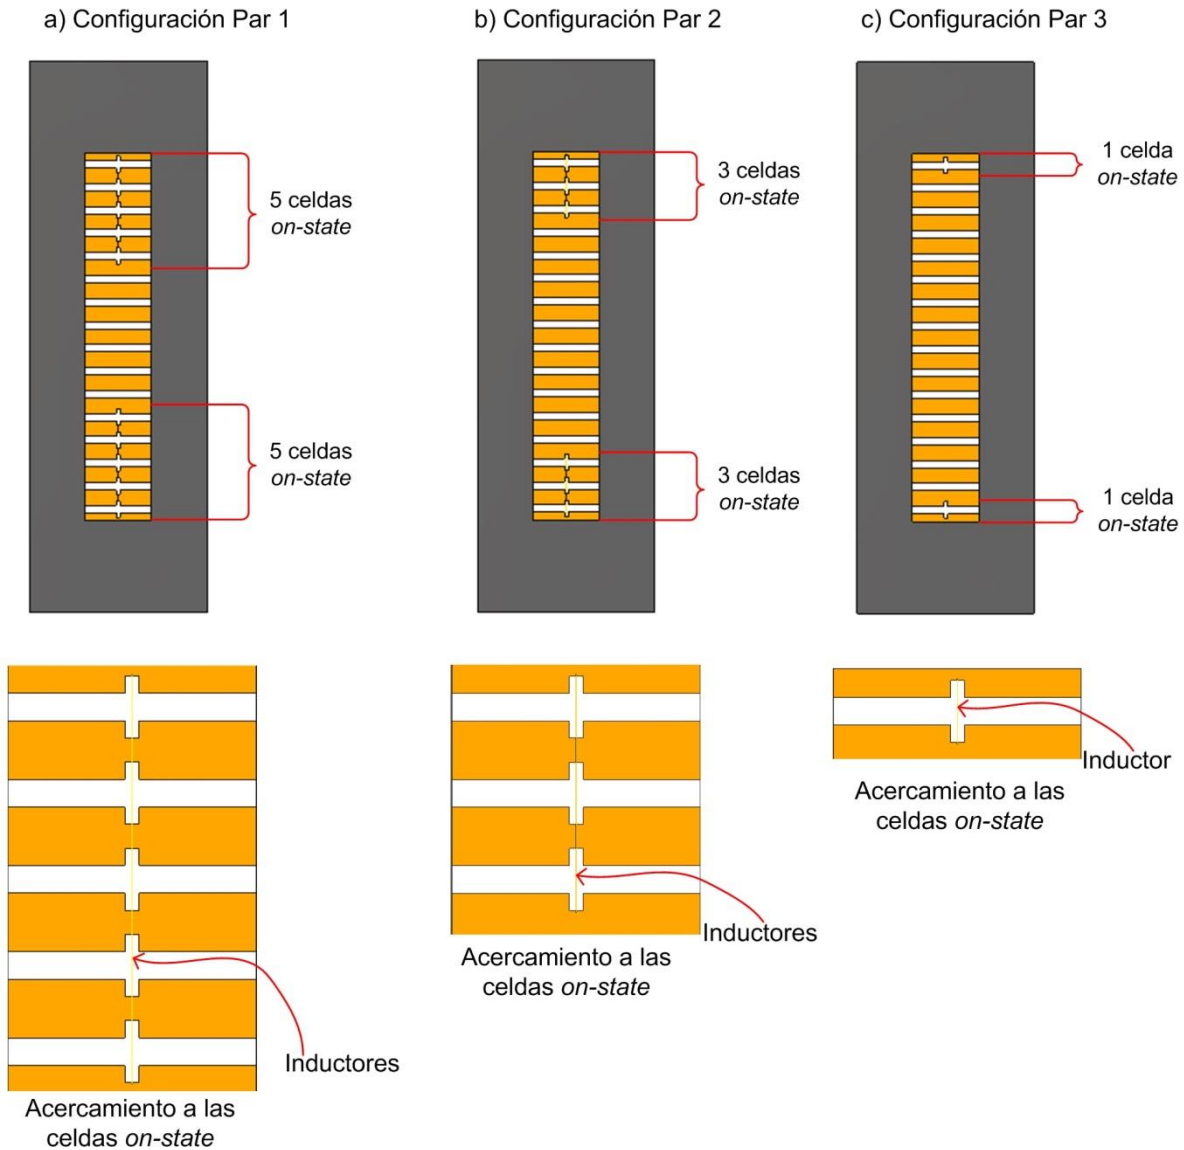 a) Configuración Par 1
b) Configuración Par 2
c) Configuración Par 3
5 celdas
on-state
5 celdas
on-state
3 celdas
on-state
3 celdas
on-state
1 celda
on-state
1 celda
on-state
Inductores
Acercamiento a las
celdas on-state
Inductores
Acercamiento a las
celdas on-state
Inductor
Acercamiento a las
celdas on-state